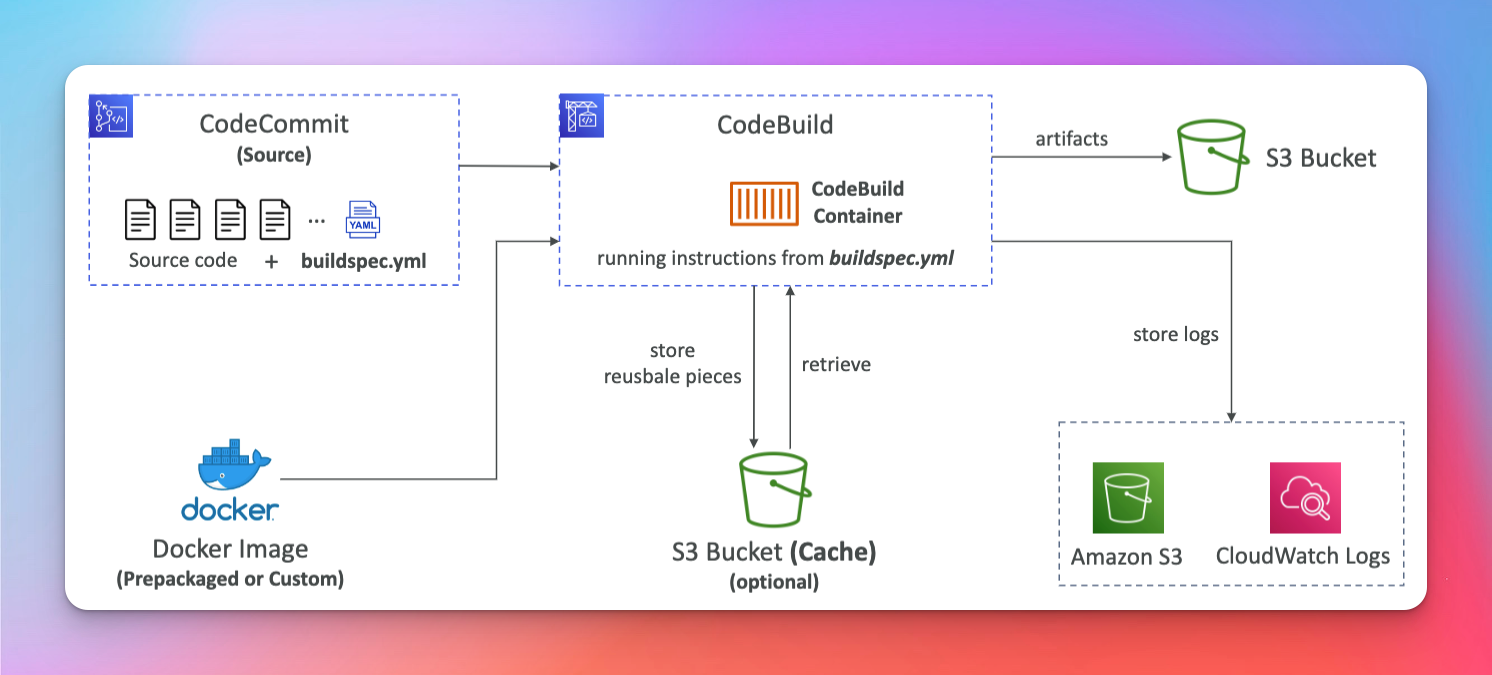 CodeCommit
(Source)
YAML
...
Source code + buildspec.yml
CodeBuild
CodeBuild
Container
running instructions from buildspec.yml
artifacts
S3 Bucket
store
reusbale pieces
retrieve
store logs
docker
Docker Image
(Prepackaged or Custom)
S3 Bucket (Cache)
(optional)
Amazon S3
CloudWatch Logs